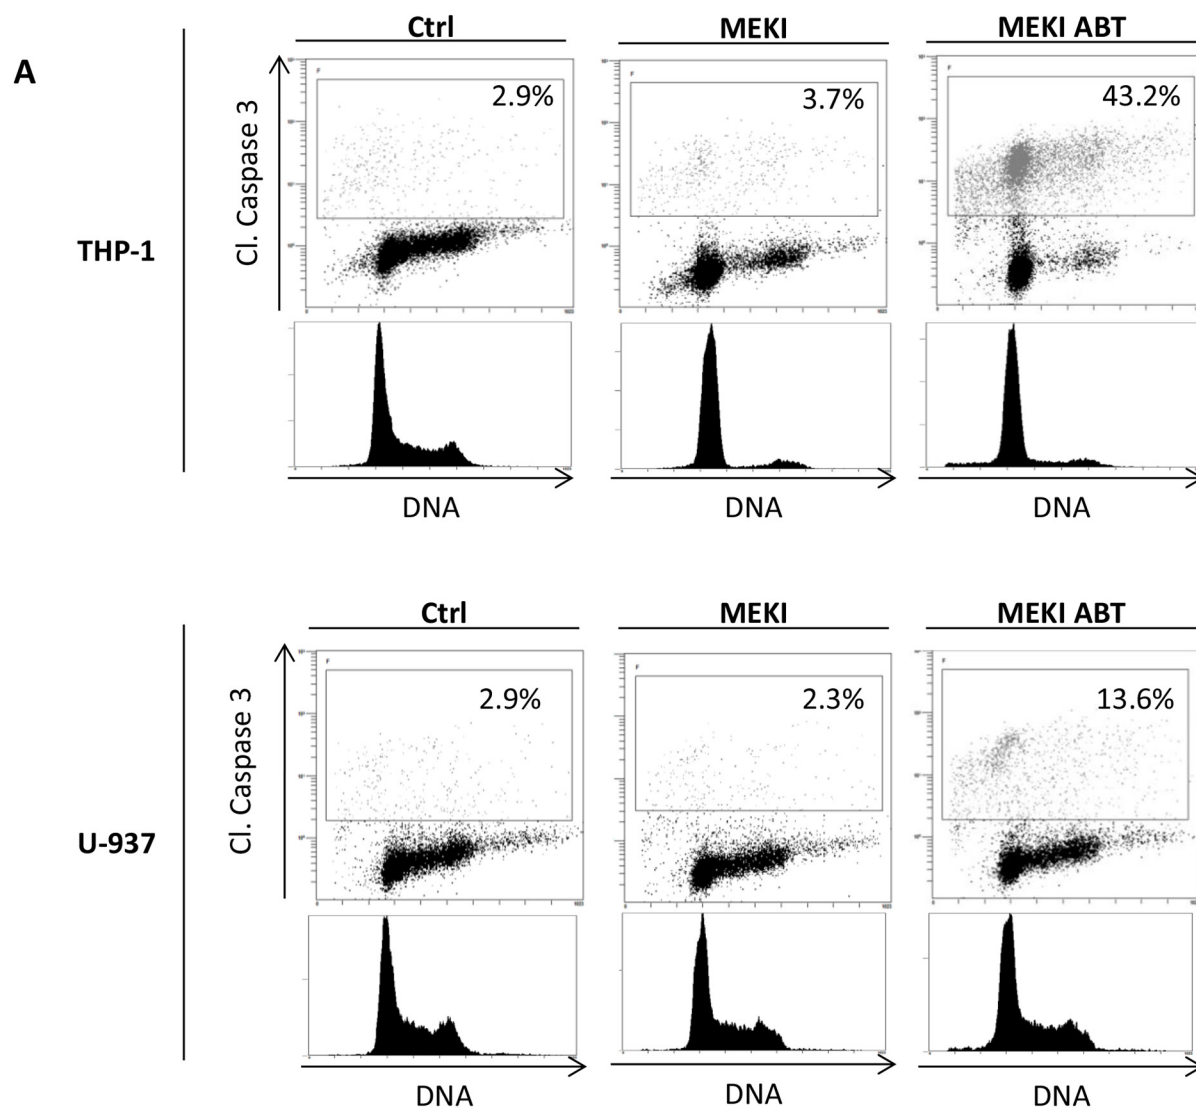 A
Ctrl
MEKI
MEKI ABT
THP-1
Cl. Caspase 3
F
2.9%
F
3.7%
F
43.2%
DNA
DNA
DNA
Ctrl
MEKI
MEKI ABT
U-937
Cl. Caspase 3
F
2.9%
F
2.3%
F
13.6%
DNA
DNA
DNA